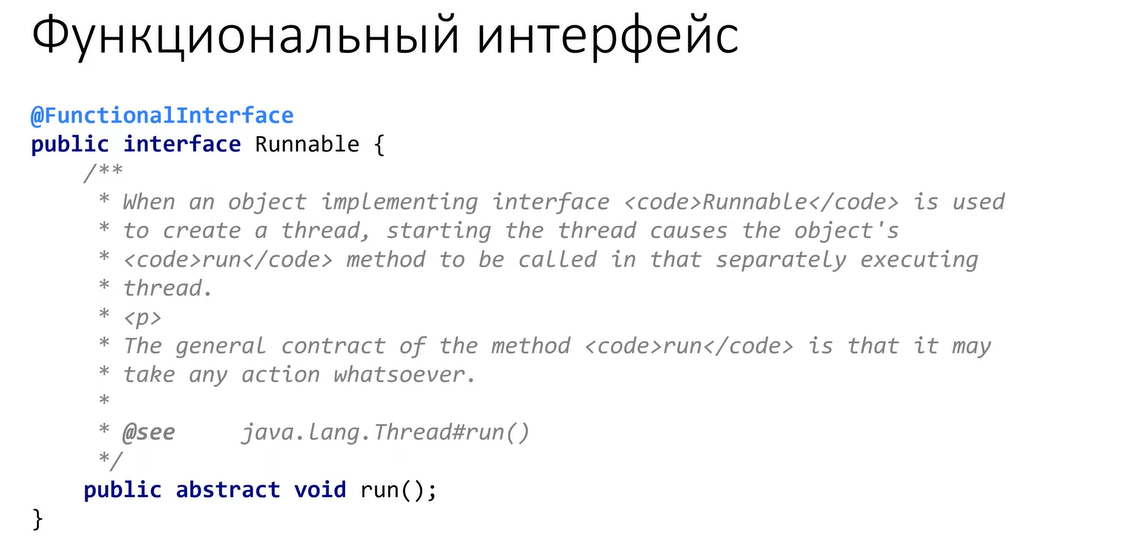 Функциональный интерфейс
@FunctionalInterface
public interface Runnable {
/**
* When an object implementing interface <code>Runnable</code> is used
* to create a thread, starting the thread causes the object's
* <code>run</code> method to be called in that separately executing
* thread.
* <p>
* The general contract of the method <code>run</code> is that it may
* take any action whatsoever.
*
* @see     java.lang.Thread#run()
*/
public abstract void run();
}